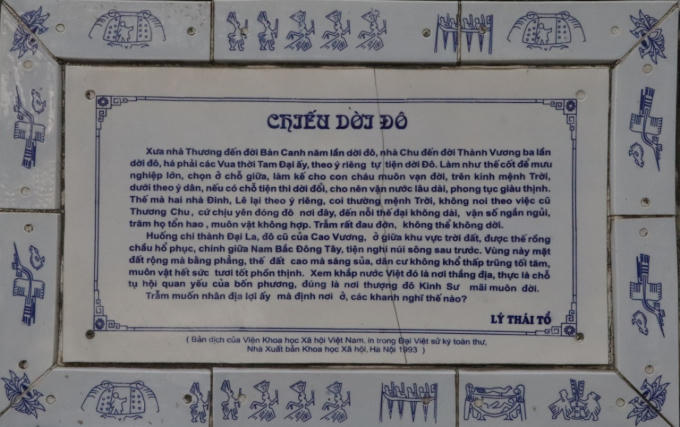 CHIẾU DỜI ĐÔ
Xưa nhà Thương đến đời Bàn Canh năm lần dời đô, nhà Chu đến đời Thành Vương ba lần
dời đô, há phải các Vua thời Tam Đại ấy, theo ý riêng tự tiện dời Đô. Làm như thế cốt để mưu
nghiệp lớn, chọn ở chỗ giữa, làm kế cho con cháu muôn vạn đời, trên kính mệnh Trời,
dưới theo ý dân, nếu có chỗ tiện thì dời đổi, cho nên vận nước lâu dài, phong tục giàu thịnh.
Thế mà hai nhà Đinh, Lê lại theo ý riêng, coi thường mệnh Trời, không noi theo việc cũ
Thương Chu, cứ chịu yên đóng đô nơi đây, đến nỗi thế đại không dài, vận số ngắn ngủi,
trăm họ tổn hao, muôn vật không hợp. Trẫm rất đau đớn, không thể không dời.
Huống chi thành Đại La, đô cũ của Cao Vương, ở giữa khu vực trời đất, được thế rồng
chầu hổ phục, chính giữa Nam Bắc Đông Tây, tiện nghi núi sông sau trước. Vùng này mặt
đất rộng mà bằng phẳng, thế đất cao mà sáng sủa, dân cư không khổ thấp trũng tối tăm,
muôn vật hết sức tươi tốt phồn thịnh. Xem khắp nước Việt đó là nơi thắng địa, thực là chỗ
tụ hội quan yếu của bốn phương, đúng là nơi thượng đô Kinh Sư mãi muôn đời.
Trẫm muốn nhân địa lợi ấy mà định nơi ở, các khanh nghĩ thế nào?
LÝ THÁI TỔ
( Bản dịch của Viện Khoa học Xã hội Việt Nam, in trong Đại Việt sử ký toàn thư,
Nhà Xuất bản Khoa học Xã hội, Hà Nội 1993 )